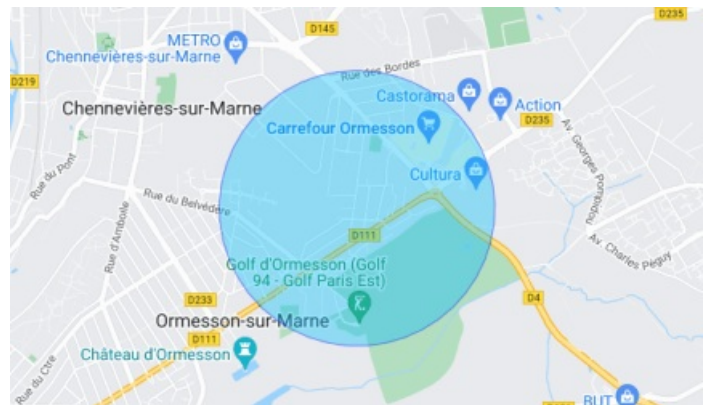 D235
D145
METRO
Chennevières-sur-Marne
Rue des Bordes
D219
Castorama
Action
Chennevières-sur-Marne
Carrefour Ormesson
D235
Av. Georges Pompidou
Cultura
Rue du Pont
Rue du Belvédère
Rue d'Amboile
D111
Av. Charles Péguy
Golf d'Ormesson (Golf
94 - Golf Paris Est)
D233
D4
Ormesson-sur-Marne
D111
Château d'Ormesson
Rue du Ctre
BUT